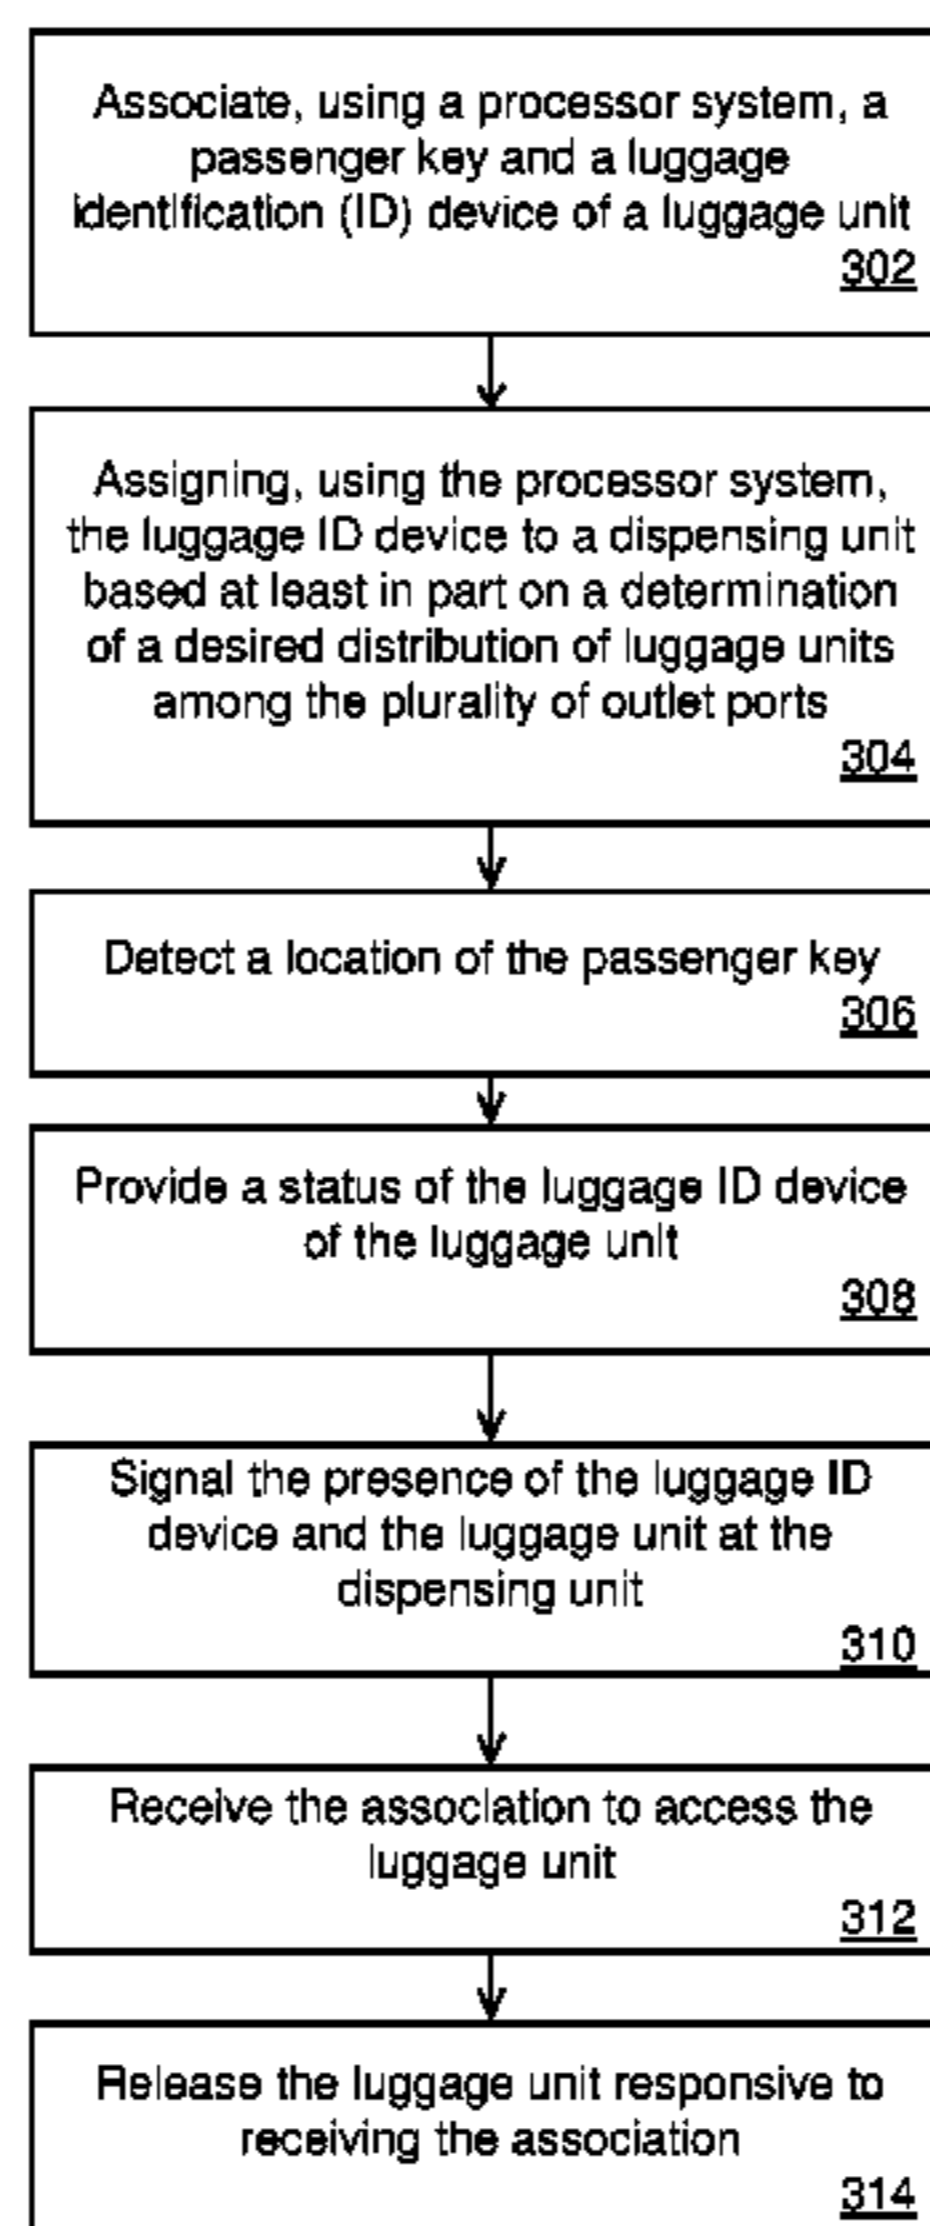 Associate, using a processor system, a
passenger key and a luggage
identification (ID) device of a luggage unit
302
Assigning, using the processor system,
the luggage ID device to a dispensing unit
based at least in part on a determination
of a desired distribution of luggage units
among the plurality of outlet ports
304
Detect a location of the passenger key
306
Provide a status of the luggage ID device
of the luggage unit
308
Signal the presence of the luggage ID
device and the luggage unit at the
dispensing unit
310
Receive the association to access the
luggage unit
312
Release the luggage unit responsive to
receiving the association
314